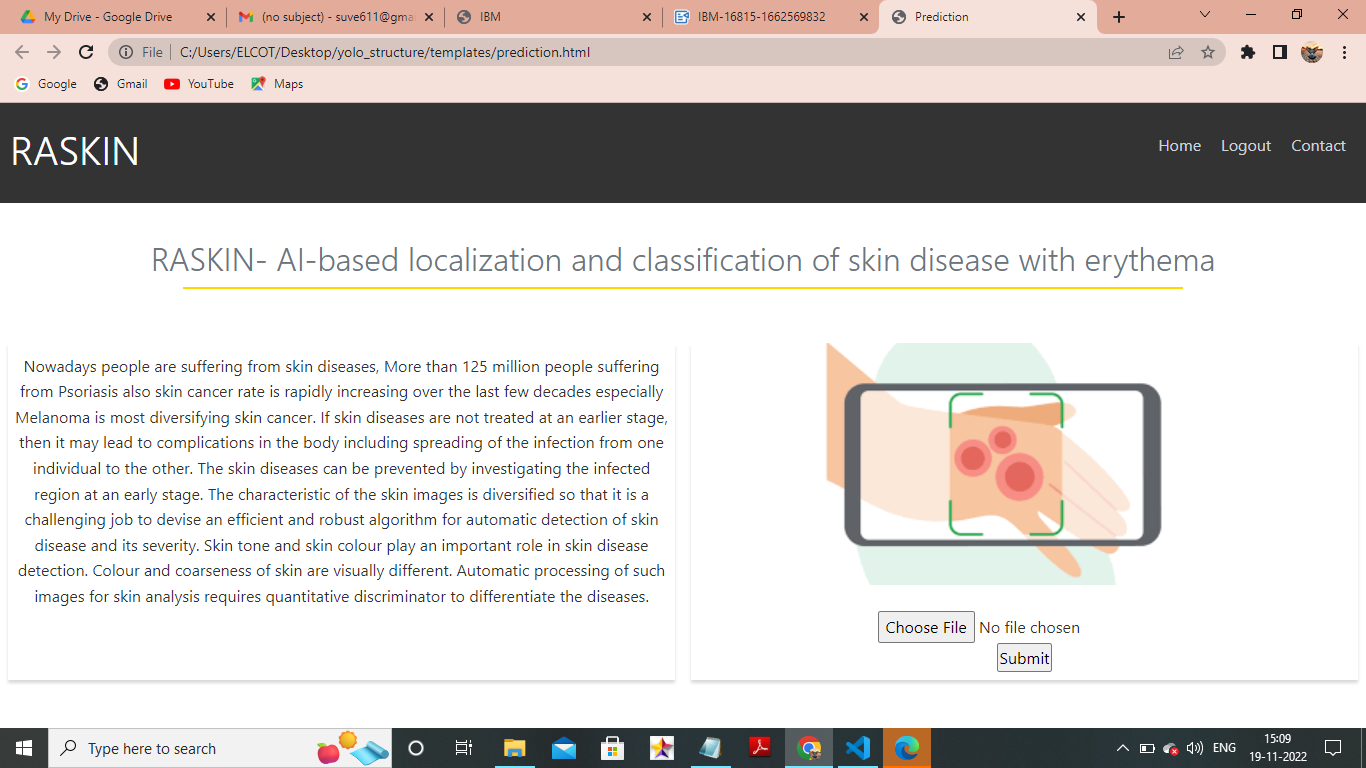 My Drive - Google Drive
(no subject) - suve611@gma
IBM
IBM-16815-1662569832
Prediction
File
C:/Users/ELCOT/Desktop/yolo_structure/templates/prediction.html
Google
Gmail
YouTube
Maps
RASKIN
Home
Logout
Contact
RASKIN- AI-based localization and classification of skin disease with erythema
Nowadays people are suffering from skin diseases, More than 125 million people suffering
from Psoriasis also skin cancer rate is rapidly increasing over the last few decades especially
Melanoma is most diversifying skin cancer. If skin diseases are not treated at an earlier stage,
then it may lead to complications in the body including spreading of the infection from one
individual to the other. The skin diseases can be prevented by investigating the infected
region at an early stage. The characteristic of the skin images is diversified so that it is a
challenging job to devise an efficient and robust algorithm for automatic detection of skin
disease and its severity. Skin tone and skin colour play an important role in skin disease
detection. Colour and coarseness of skin are visually different. Automatic processing of such
images for skin analysis requires quantitative discriminator to differentiate the diseases.
Choose File
No file chosen
Submit
Type here to search
ENG
15:09
19-11-2022